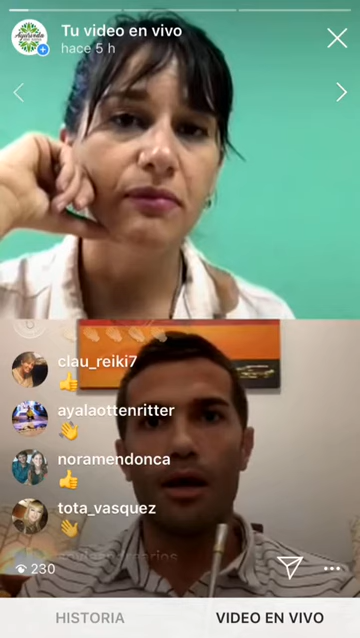 Tu video en vivo
hace 5 h
clau_reiki7
👍
ayalaottenritter
👋
noramendonca
👍
tota_vasquez
👋
230
HISTORIA
VIDEO EN VIVO